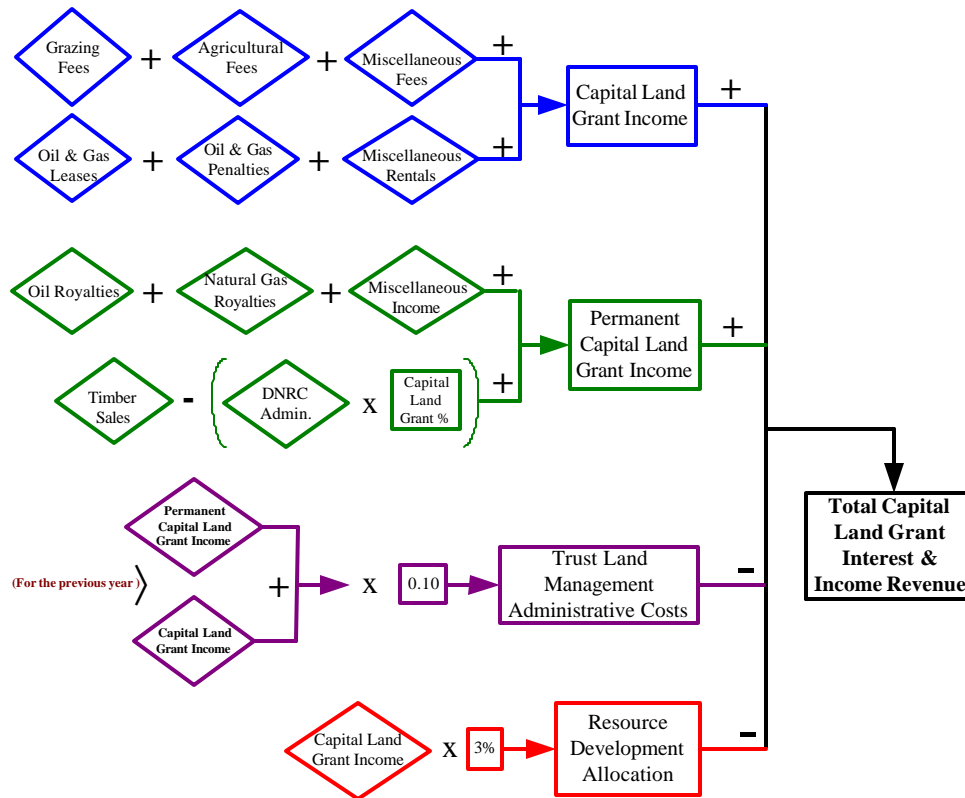 Grazing
Fees
+
Agricultural
Fees
+
Miscellaneous
Fees
+
Capital Land
Grant Income
+
Oil & Gas
Leases
+
Oil & Gas
Penalties
+
Miscellaneous
Rentals
+
Oil Royalties
+
Natural Gas
Royalties
+
Miscellaneous
Income
+
Permanent
Capital Land
Grant Income
+
Timber
Sales
-
(
DNRC
Admin.
x
Capital
Land
Grant %
)
+
Total Capital
Land Grant
Interest &
Income Revenue
(For the previous year )
Permanent
Capital Land
Grant Income
+
Capital Land
Grant Income
x
0.10
Trust Land
Management
Administrative Costs
-
Capital Land
Grant Income
x
3%
Resource
Development
Allocation
-